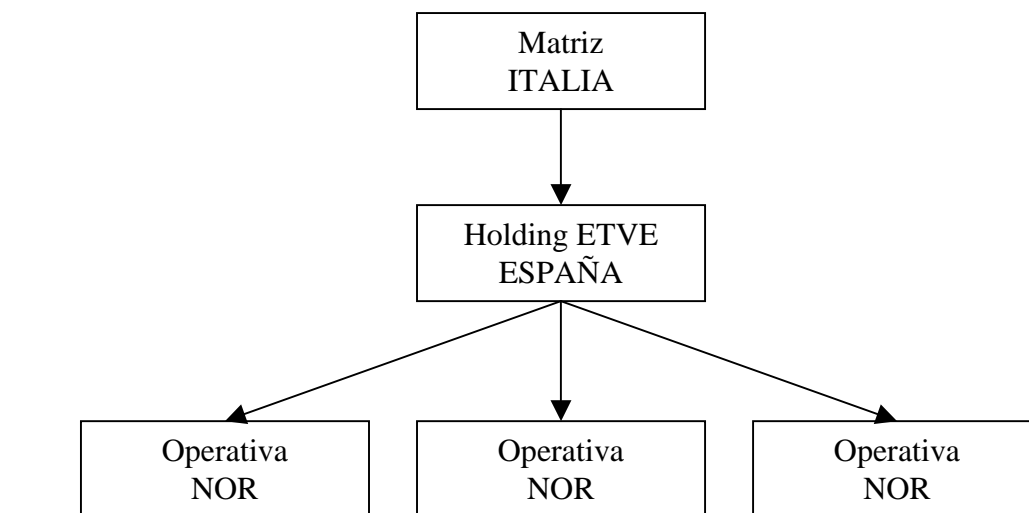 Matriz
ITALIA
Holding ETVE
ESPAÑA
Operativa
NOR
Operativa
NOR
Operativa
NOR